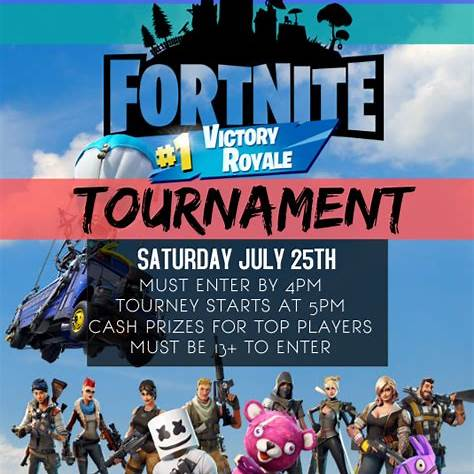 FORTNITE
#1 VICTORY
ROYALE
TOURNAMENT
SATURDAY JULY 25TH
MUST ENTER BY 4PM
TOURNEY STARTS AT 5PM
CASH PRIZES FOR TOP PLAYERS
MUST BE 13+ TO ENTER